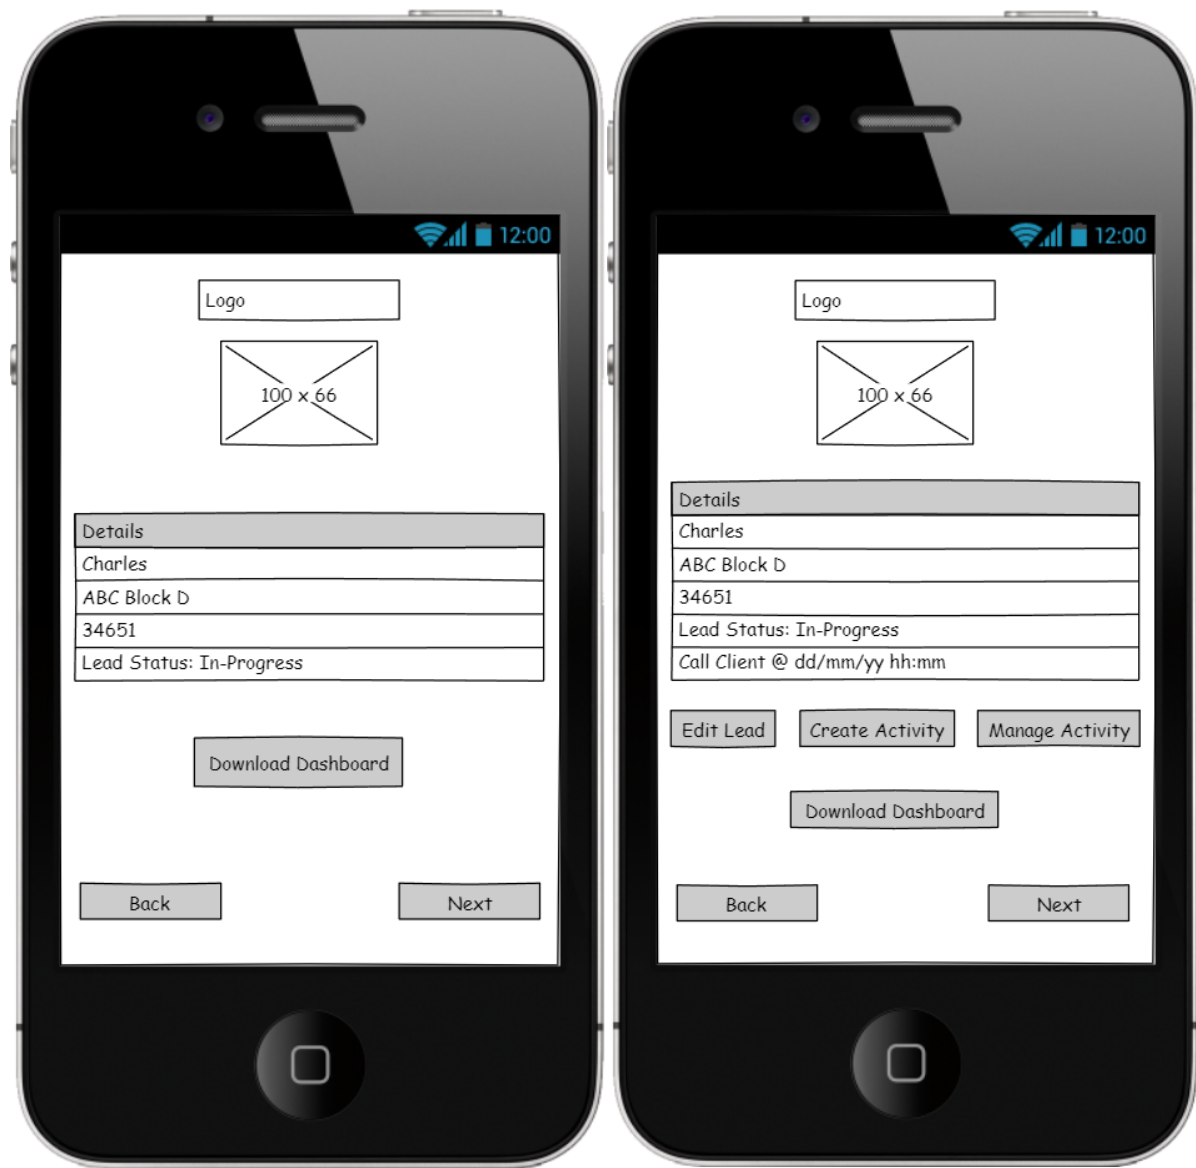 12:00
Logo
100 x 66
Details
Charles
ABC Block D
34651
Lead Status: In-Progress
Download Dashboard
Back
Next
12:00
Logo
100 x 66
Details
Charles
ABC Block D
34651
Lead Status: In-Progress
Call Client @ dd/mm/yy hh:mm
Edit Lead
Create Activity
Manage Activity
Download Dashboard
Back
Next